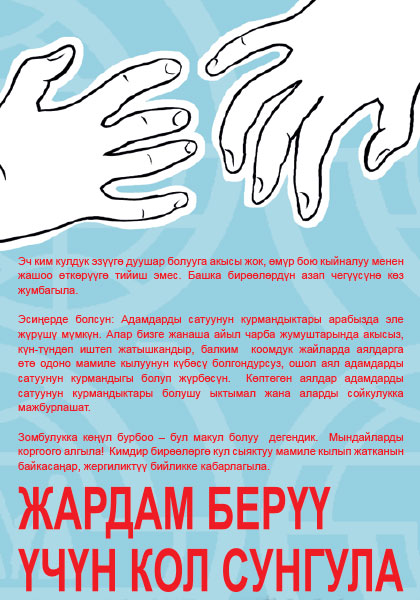 Эч ким кулдук эзүүгө дуушар болууга акысы жок, өмүр бою кыйналуу менен
жашоо өткөрүүгө тийиш эмес. Башка бирөөлөрдүн азап чегүүсүнө көз
жумбагыла.
Эсиңерде болсун: Адамдарды сатуунун курмандыктары арабызда эле
жүрүшү мүмкүн. Алар бизге жанаша айыл чарба жумуштарында акысыз,
күн-түндөп иштеп жатышкандыр, балким коомдук жайларда аялдарга
өтө одоно мамиле кылуунун күбөсү болгондурсуз, ошол аял адамдарды
сатуунун курмандыгы болуп жүрбөсүн. Көптөгөн аялдар адамдарды
сатуунун курмандыктары болушу ыктымал жана аларды сойкулукка
мажбурлашат.
Зомбулукка көңүл бурбоо – бул макул болуу дегендик. Мындайларды
коргоого алгыла! Кимдир бирөөлөргө кул сыяктуу мамиле кылып жатканын
байкасаңар, жергиликтүү бийликке кабарлагыла.
ЖАРДАМ БЕРҮҮ
ҮЧҮН КОЛ СУНГУЛА